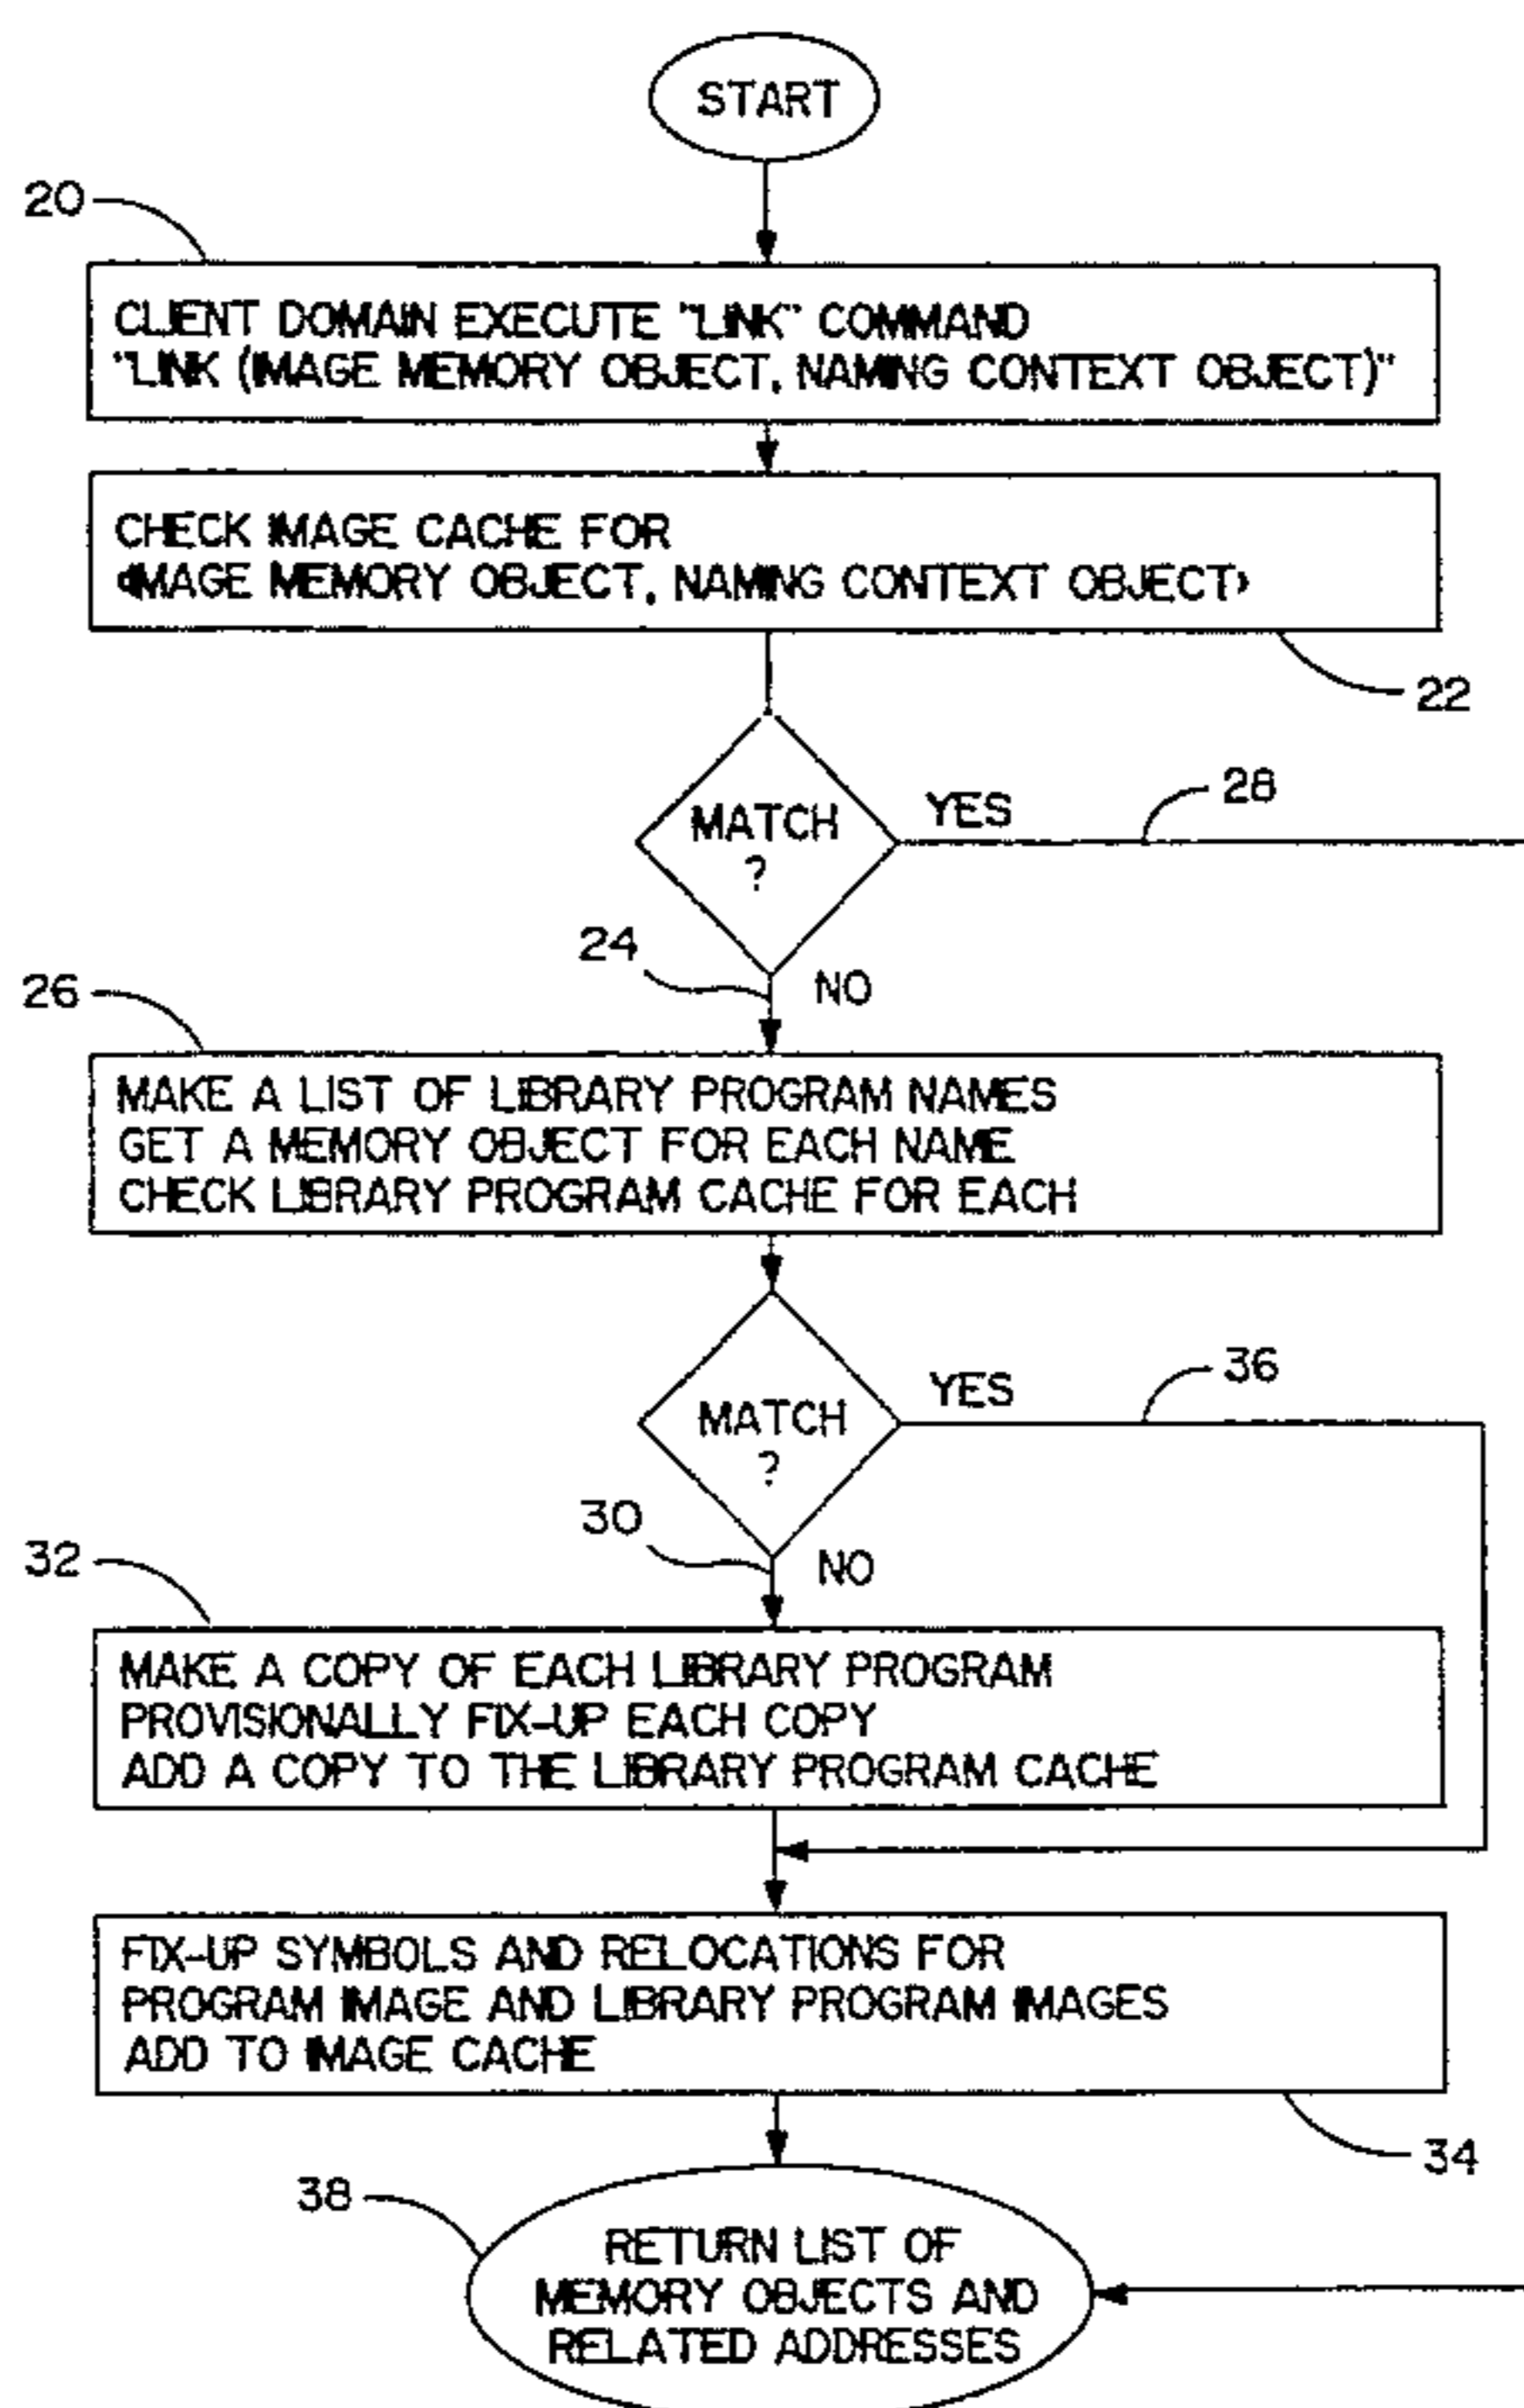 START
20
CLIENT DOMAIN EXECUTE "LINK" COMMAND
"LINK (IMAGE MEMORY OBJECT, NAMING CONTEXT OBJECT)"
CHECK IMAGE CACHE FOR
<IMAGE MEMORY OBJECT, NAMING CONTEXT OBJECT>
22
MATCH
?
YES
28
24
NO
26
MAKE A LIST OF LIBRARY PROGRAM NAMES
GET A MEMORY OBJECT FOR EACH NAME
CHECK LIBRARY PROGRAM CACHE FOR EACH
MATCH
?
YES
36
30
NO
32
MAKE A COPY OF EACH LIBRARY PROGRAM
PROVISIONALLY FIX-UP EACH COPY
ADD A COPY TO THE LIBRARY PROGRAM CACHE
FIX-UP SYMBOLS AND RELOCATIONS FOR
PROGRAM IMAGE AND LIBRARY PROGRAM IMAGES
ADD TO IMAGE CACHE
34
38
RETURN LIST OF
MEMORY OBJECTS AND
RELATED ADDRESSES